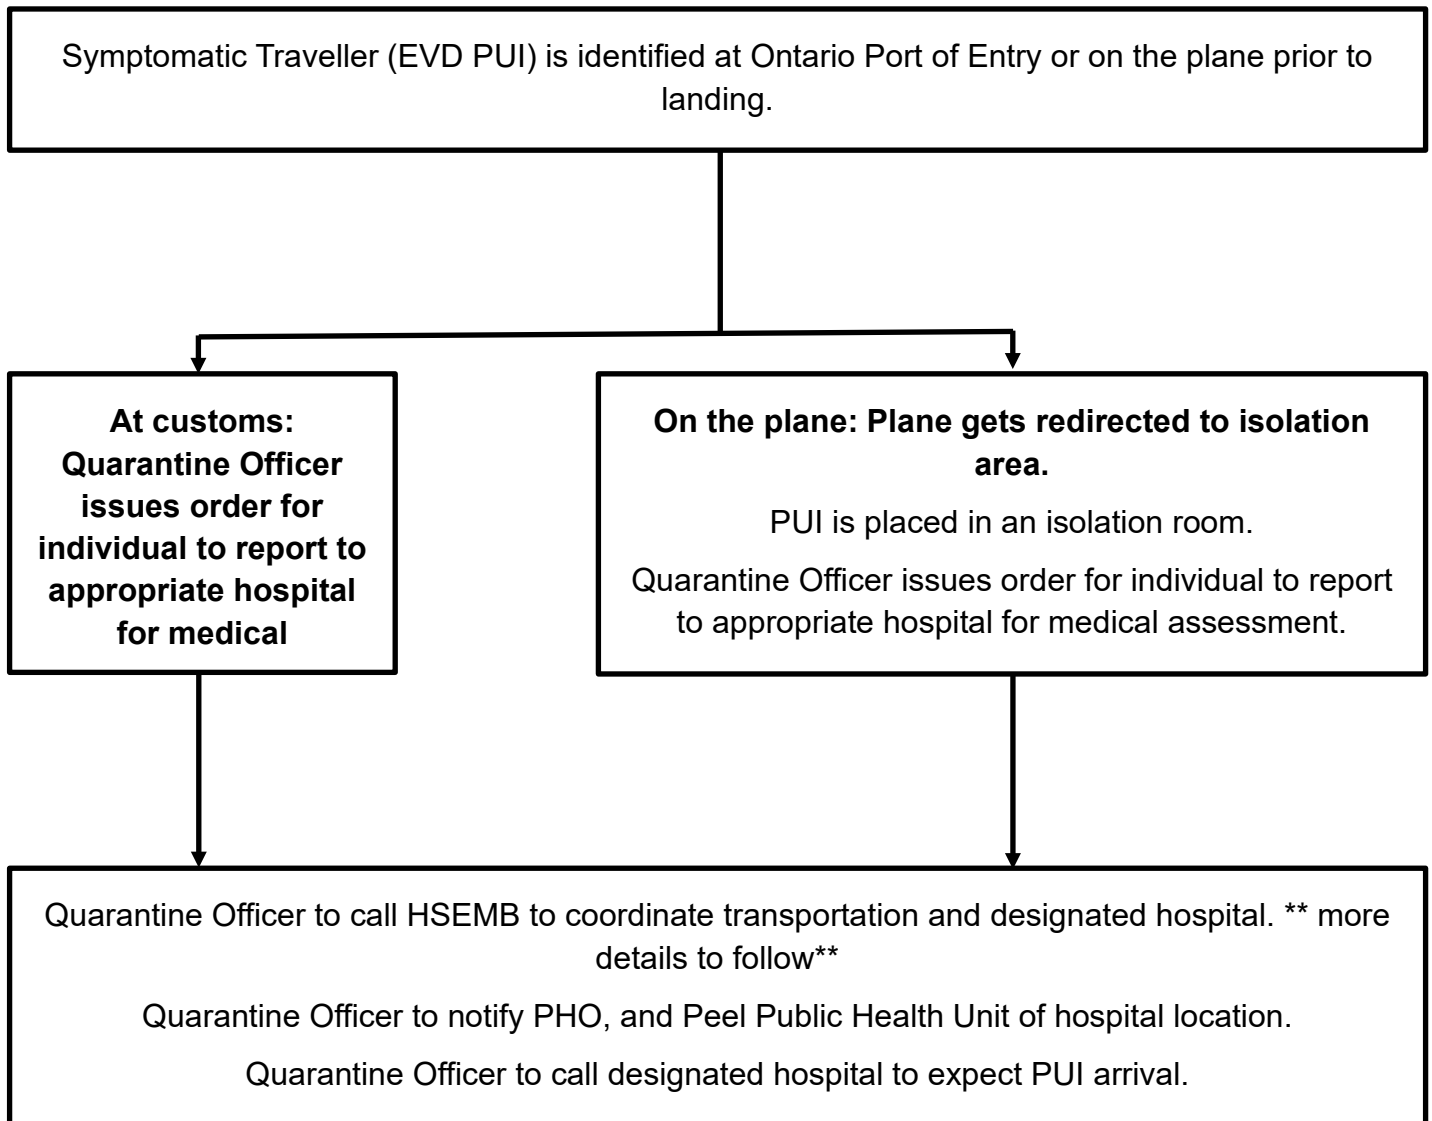 Symptomatic Traveller (EVD PUI) is identified at Ontario Port of Entry or on the plane prior to
landing.
At customs:
Quarantine Officer
issues order for
individual to report to
appropriate hospital
for medical
On the plane: Plane gets redirected to isolation
area.
PUI is placed in an isolation room.
Quarantine Officer issues order for individual to report
to appropriate hospital for medical assessment.
Quarantine Officer to call HSEMB to coordinate transportation and designated hospital. ** more
details to follow**
Quarantine Officer to notify PHO, and Peel Public Health Unit of hospital location.
Quarantine Officer to call designated hospital to expect PUI arrival.